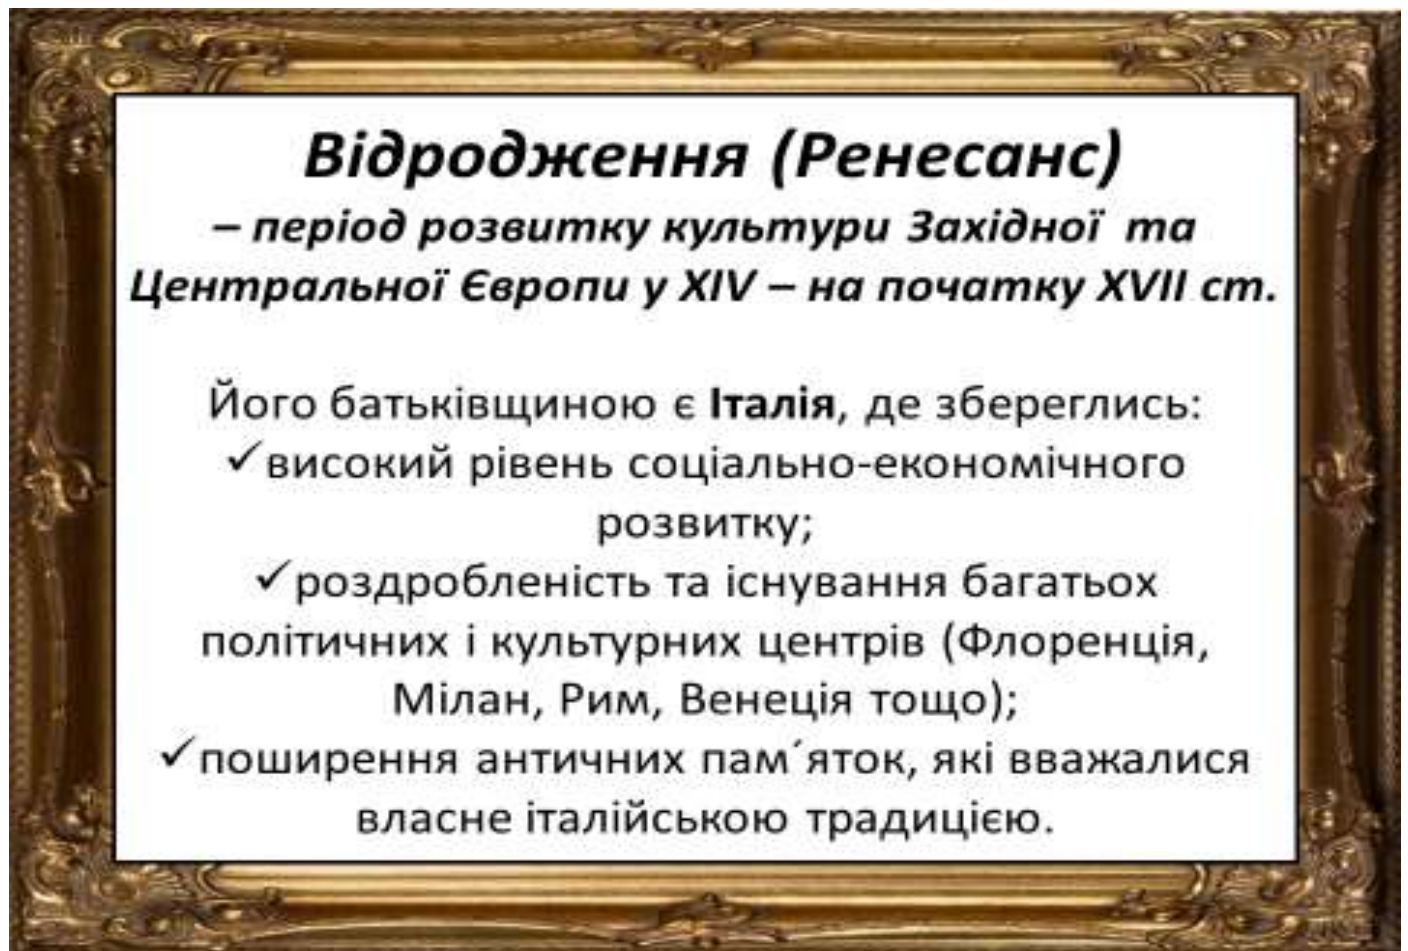 Відродження (Ренесанс)
– період розвитку культури Західної та
Центральної Європи у XIV – на початку XVII ст.
Його батьківщиною є Італія, де збереглись:
✓високий рівень соціально-економічного
розвитку;
✓роздробленість та існування багатьох
політичних і культурних центрів (Флоренція,
Мілан, Рим, Венеція тощо);
✓поширення античних пам´яток, які вважалися
власне італійською традицією.